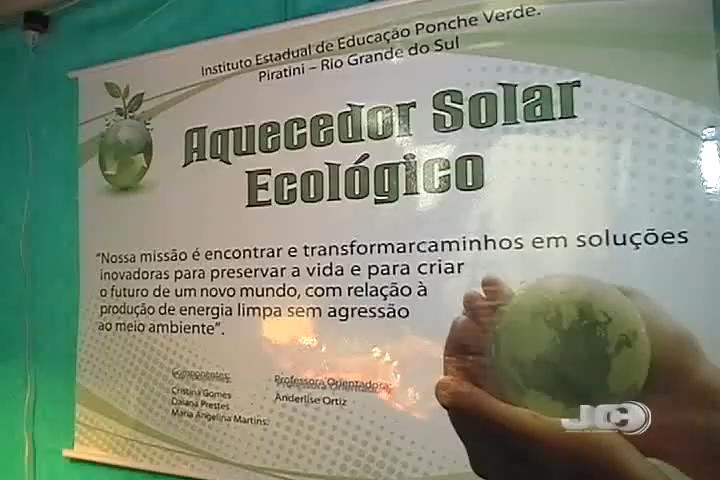 Instituto Estadual de Educação Ponche Verde.
Piratini – Rio Grande do Sul
Aquecedor Solar
Ecológico
"Nossa missão é encontrar e transformarcaminhos em soluções
inovadoras para preservar a vida e para criar
o futuro de um novo mundo, com relação à
produção de energia limpa sem agressão
ao meio ambiente".
Componentes:
Cristina Gomes
Daiana Prestes
Maria Angelina Martins.
Professora Orientadora:
Anderlise Ortiz
JC